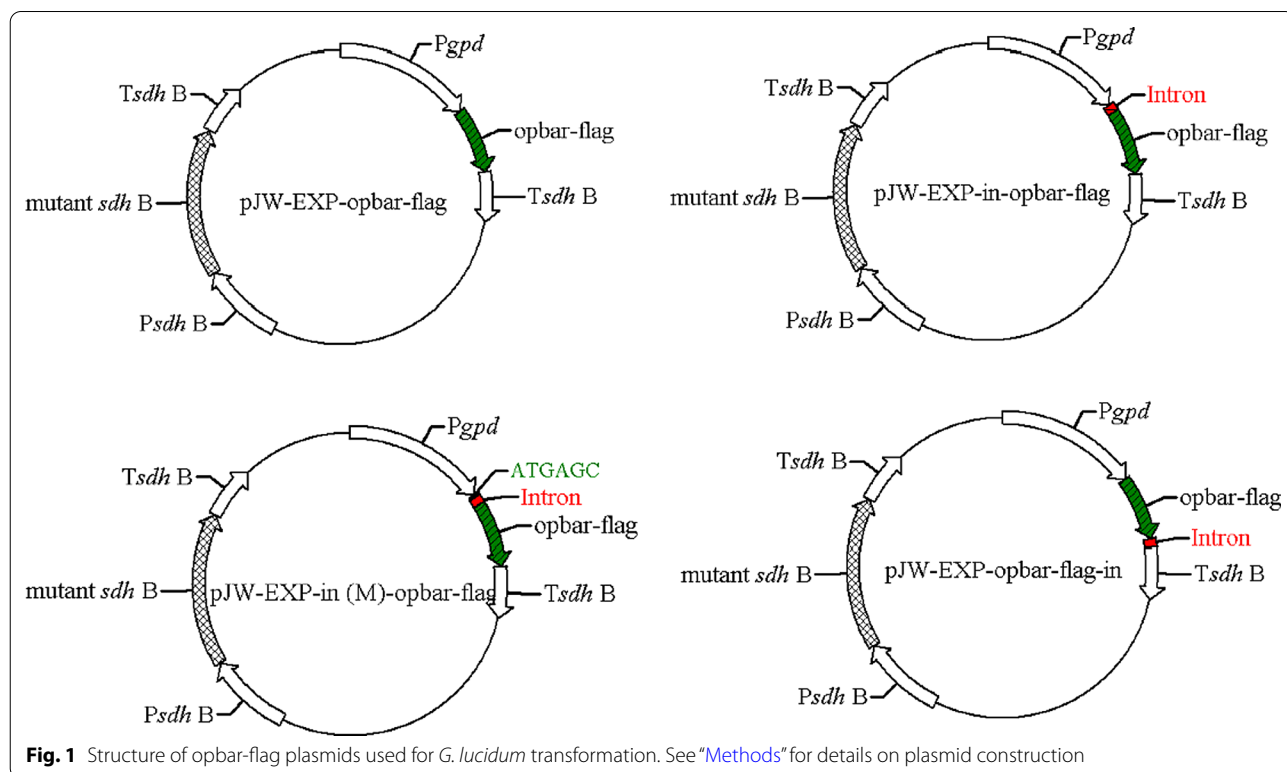 Pgpd
Tsdh B
opbar-flag
mutant sdh B
pJW-EXP-opbar-flag
Tsdh B
Psdh B
Pgpd
Tsdh B
Intron
opbar-flag
mutant sdh B
pJW-EXP-in-opbar-flag
Tsdh B
Psdh B
Pgpd
Tsdh B
ATGAGC
Intron
opbar-flag
mutant sdh B
pJW-EXP-in (M)-opbar-flag
Tsdh B
Psdh B
Pgpd
Tsdh B
opbar-flag
Intron
mutant sdh B
pJW-EXP-opbar-flag-in
Tsdh B
Psdh B
Fig. 1 Structure of opbar-flag plasmids used for G. lucidum transformation. See “Methods” for details on plasmid construction